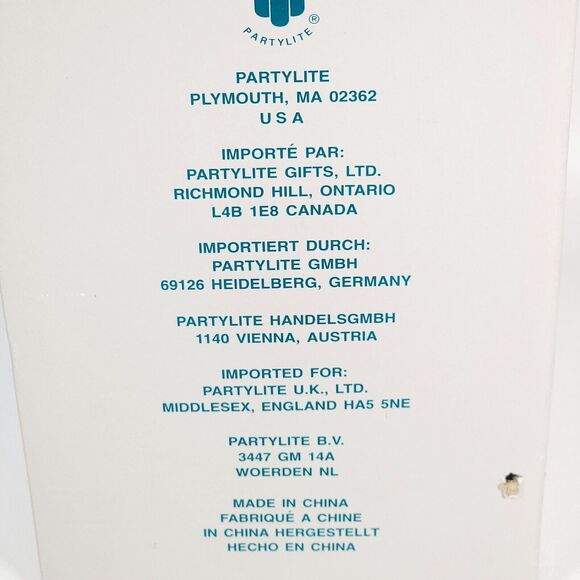 PARTYLITE®
PARTYLITE
PLYMOUTH, MA 02362
USA
IMPORTÉ PAR:
PARTYLITE GIFTS, LTD.
RICHMOND HILL, ONTARIO
L4B 1E8 CANADA
IMPORTIERT DURCH:
PARTYLITE GMBH
69126 HEIDELBERG, GERMANY
PARTYLITE HANDELSGMBH
1140 VIENNA, AUSTRIA
IMPORTED FOR:
PARTYLITE U.K., LTD.
MIDDLESEX, ENGLAND HA5 5NE
PARTYLITE B.V.
3447 GM 14A
WOERDEN NL
MADE IN CHINA
FABRIQUÉ A CHINE
IN CHINA HERGESTELLT
HECHO EN CHINA